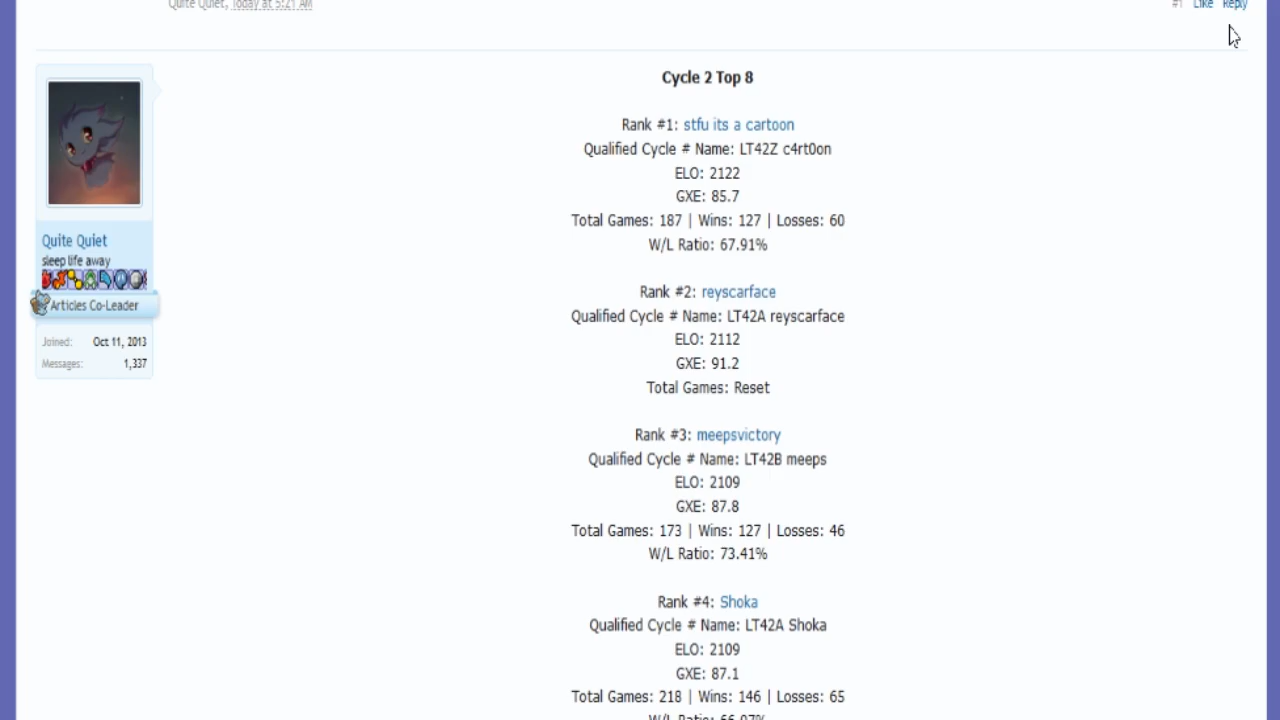 Quite Quiet, Today at 5:21 AM
#1 Like Reply
Cycle 2 Top 8
Rank #1: stfu its a cartoon
Qualified Cycle # Name: LT42Z c4rt0on
ELO: 2122
GXE: 85.7
Total Games: 187 | Wins: 127 | Losses: 60
W/L Ratio: 67.91%
Quite Quiet
sleep life away
Articles Co-Leader
Joined: Oct 11, 2013
Messages: 1,337
Rank #2: reyscarface
Qualified Cycle # Name: LT42A reyscarface
ELO: 2112
GXE: 91.2
Total Games: Reset
Rank #3: meepsvictory
Qualified Cycle # Name: LT42B meeps
ELO: 2109
GXE: 87.8
Total Games: 173 | Wins: 127 | Losses: 46
W/L Ratio: 73.41%
Rank #4: Shoka
Qualified Cycle # Name: LT42A Shoka
ELO: 2109
GXE: 87.1
Total Games: 218 | Wins: 146 | Losses: 65
W/L Ratio: 66.97%